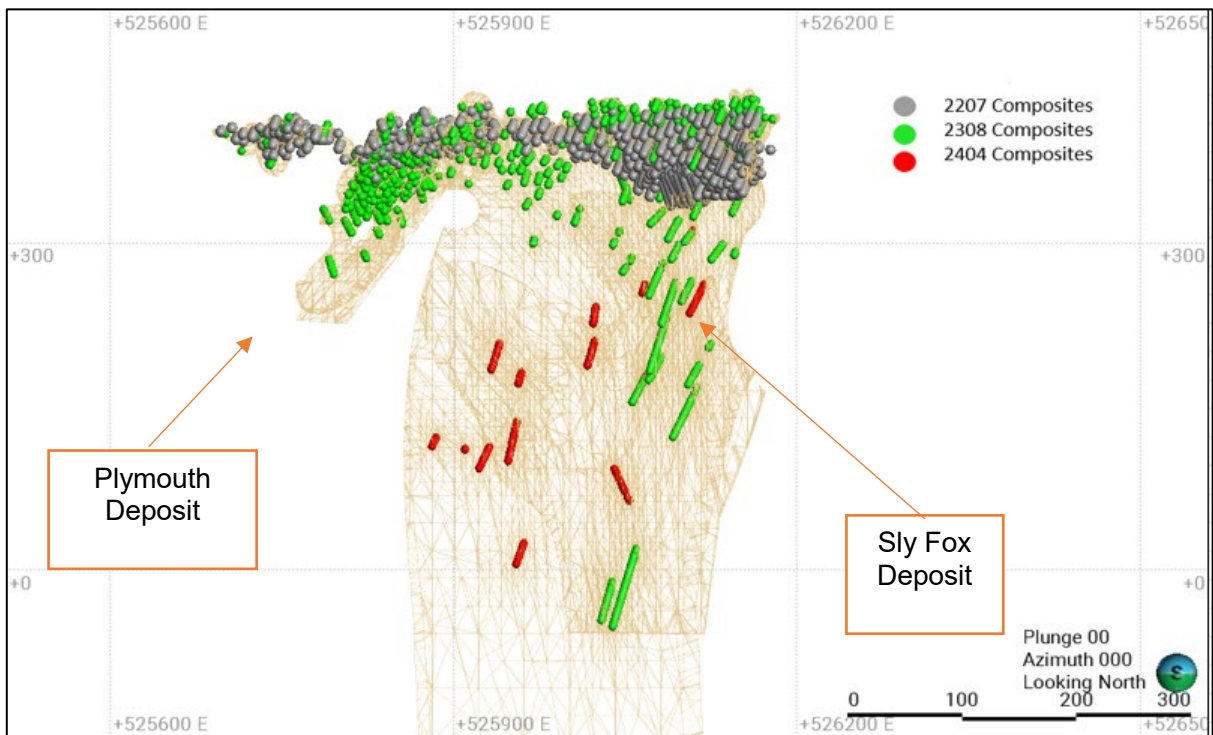 +525600 E
+525900 E
+526200 E
+52650
2207 Composites
2308 Composites
2404 Composites
+300
+300
Plymouth
Deposit
Sly Fox
Deposit
+0
+0
Plunge 00
Azimuth 000
Looking North
S
0 100 200 300
+525600 E
+525900 E
+526200 E
+52650